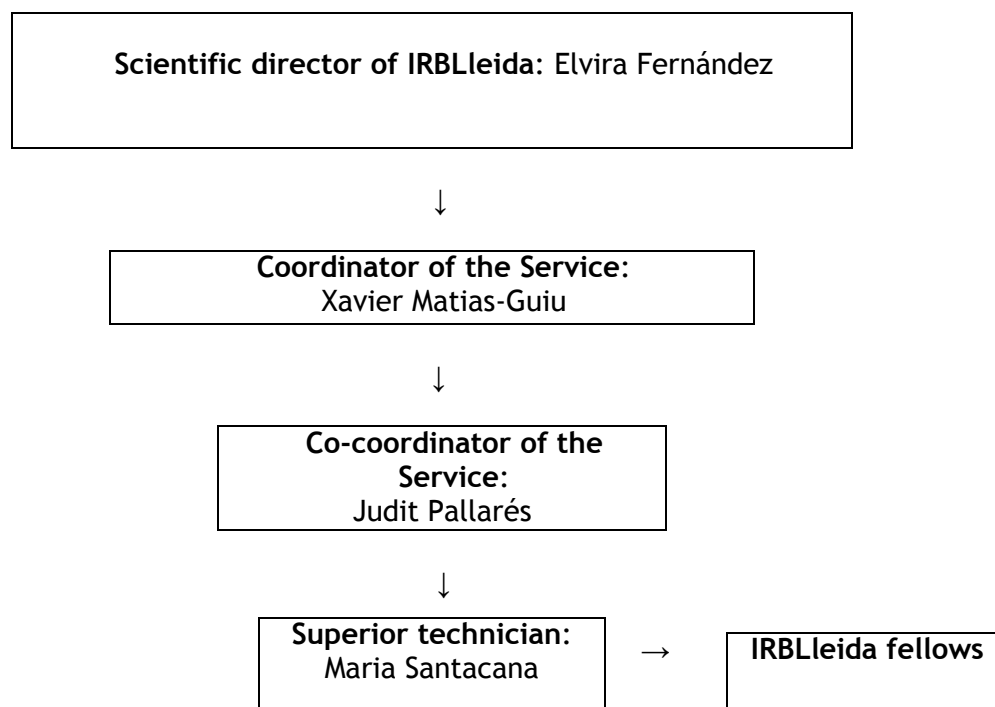 Scientific director of IRBLleida: Elvira Fernández
↓
Coordinator of the Service:
Xavier Matias-Guiu
↓
Co-coordinator of the
Service:
Judit Pallarés
↓
Superior technician:
Maria Santacana
→
IRBLleida fellows